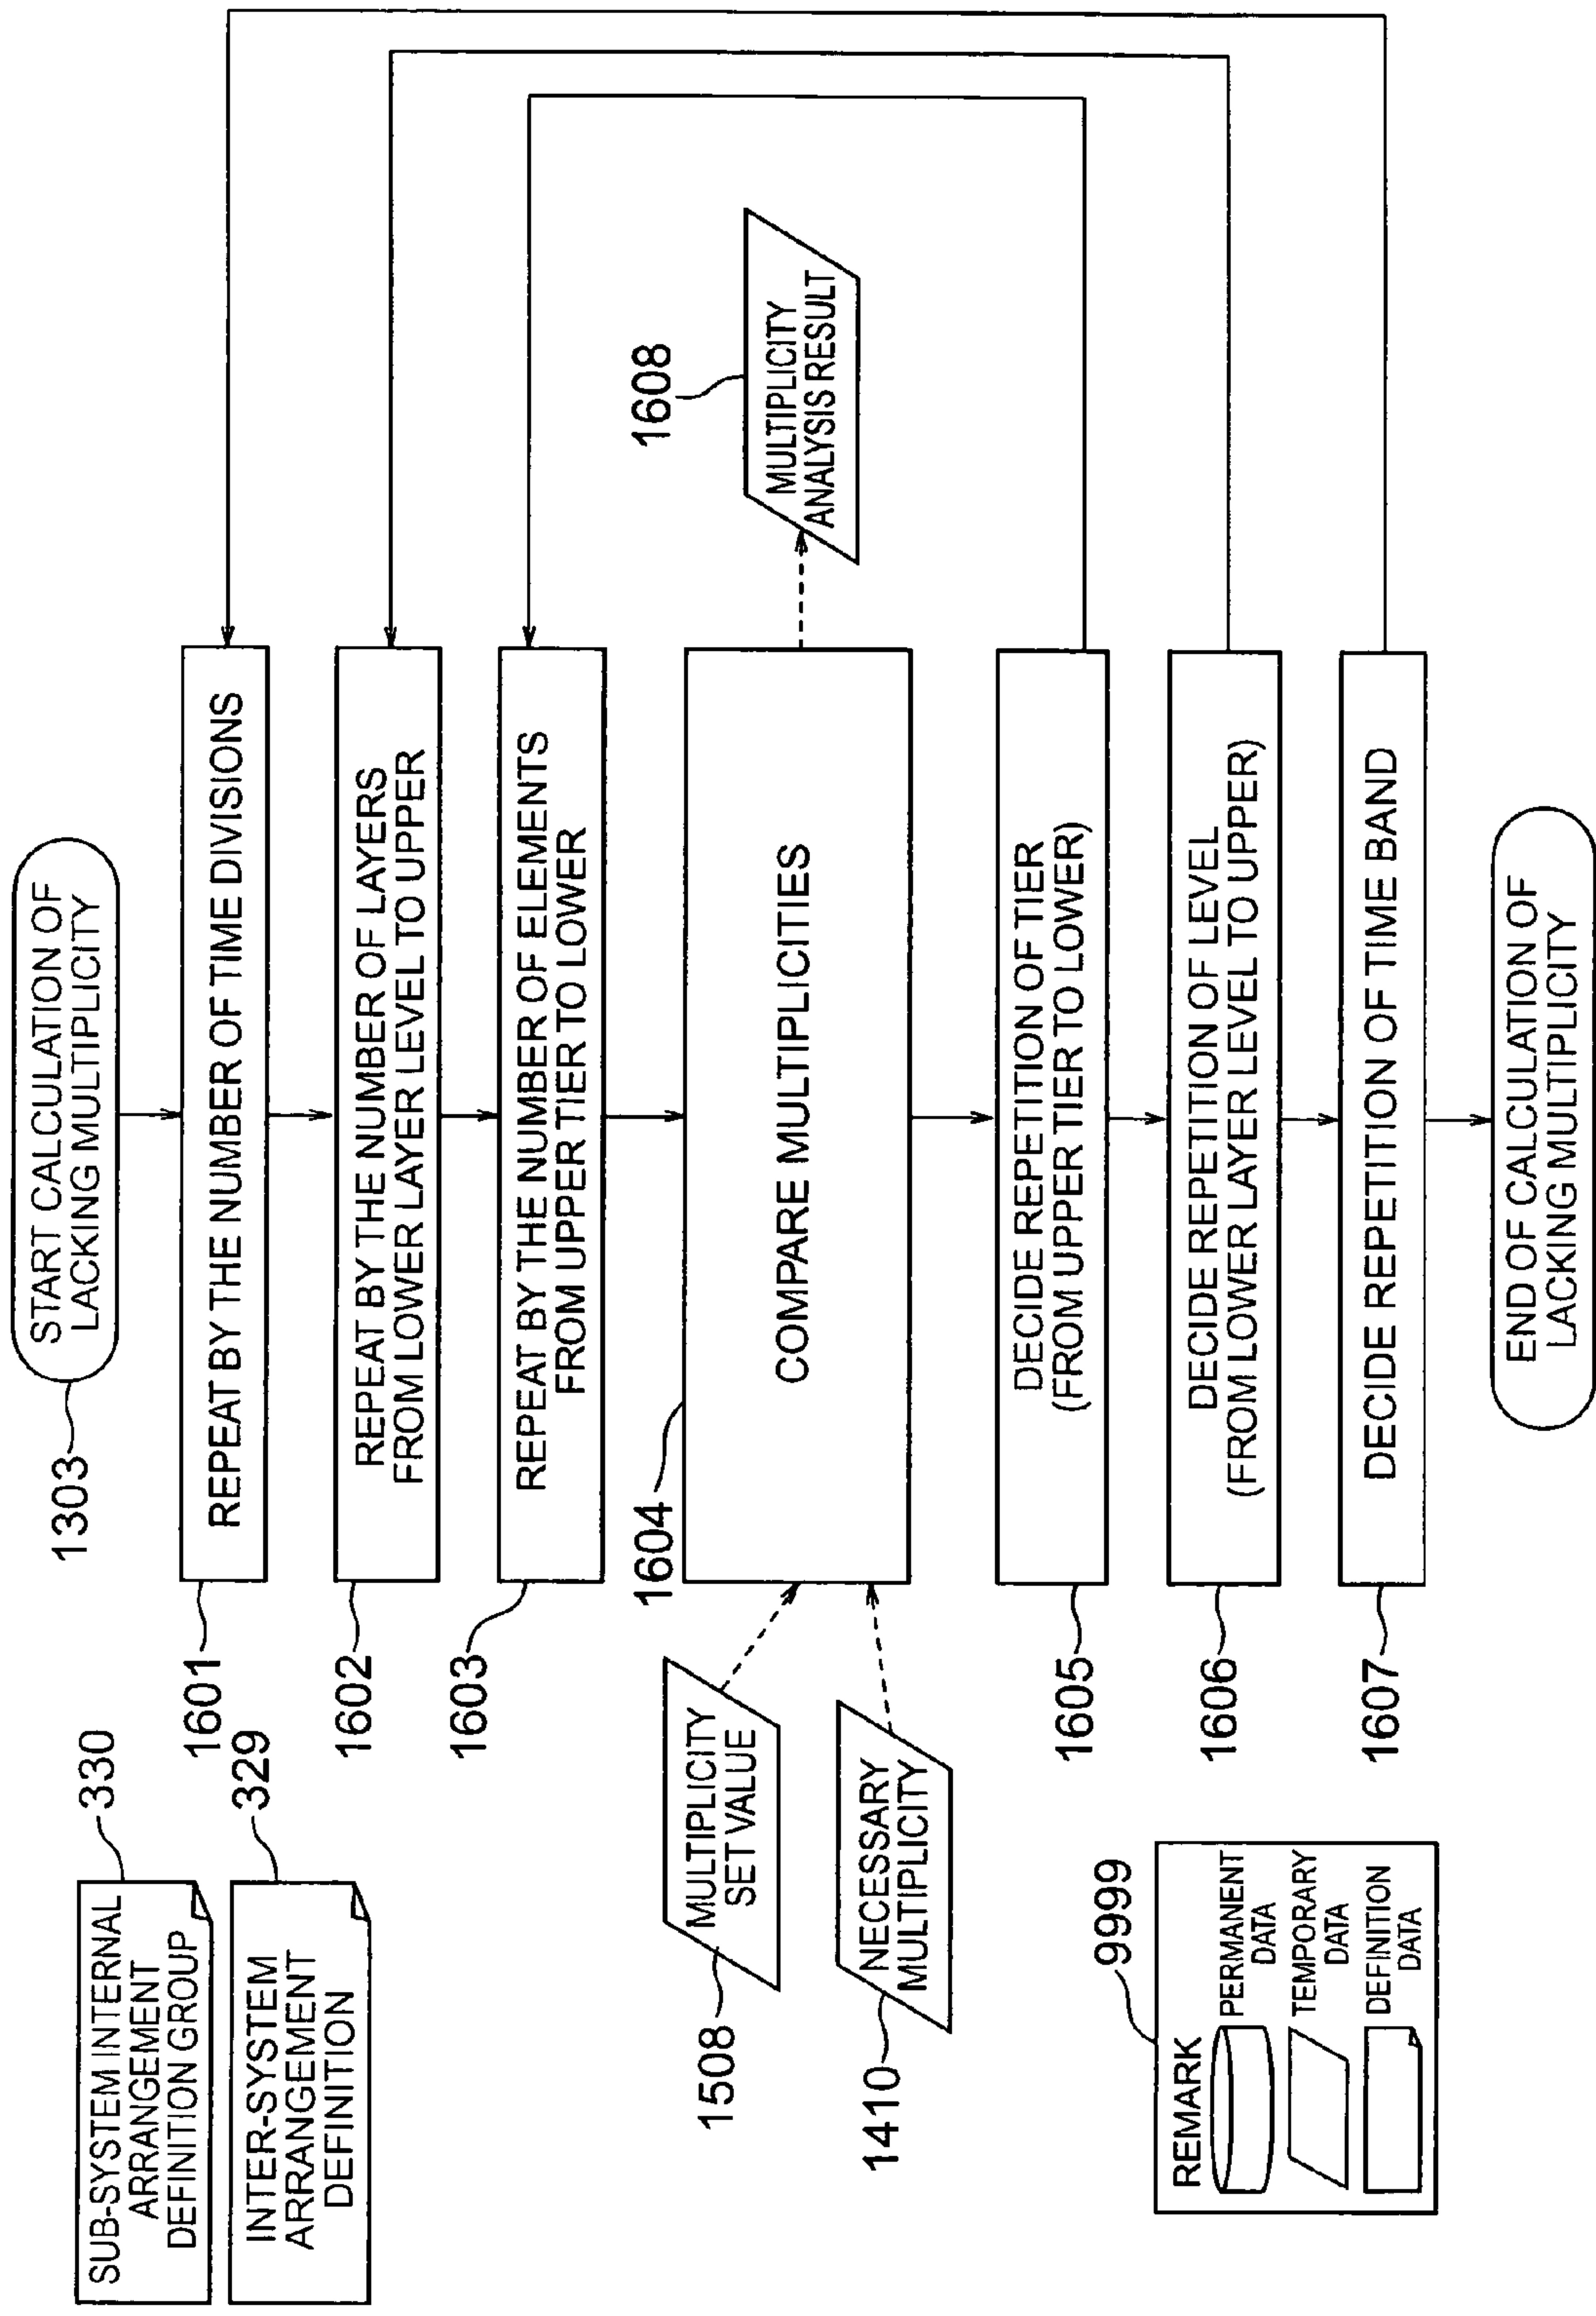 SUB-SYSTEM INTERNAL
ARRANGEMENT
DEFINITION GROUP
330
INTER-SYSTEM
ARRANGEMENT
DEFINITION
329
START CALCULATION OF
LACKING MULTIPLICITY
1303
REPEAT BY THE NUMBER OF TIME DIVISIONS
1601
REPEAT BY THE NUMBER OF LAYERS
FROM LOWER LAYER LEVEL TO UPPER
1602
REPEAT BY THE NUMBER OF ELEMENTS
FROM UPPER TIER TO LOWER
1603
MULTIPLICITY
SET VALUE
1508
NECESSARY
MULTIPLICITY
1410
1604
COMPARE MULTIPLICITIES
1608
MULTIPLICITY
ANALYSIS RESULT
DECIDE REPETITION OF TIER
(FROM UPPER TIER TO LOWER)
1605
DECIDE REPETITION OF LEVEL
(FROM LOWER LAYER LEVEL TO UPPER)
1606
DECIDE REPETITION OF TIME BAND
1607
END OF CALCULATION OF
LACKING MULTIPLICITY
9999
REMARK
PERMANENT
DATA
TEMPORARY
DATA
DEFINITION
DATA